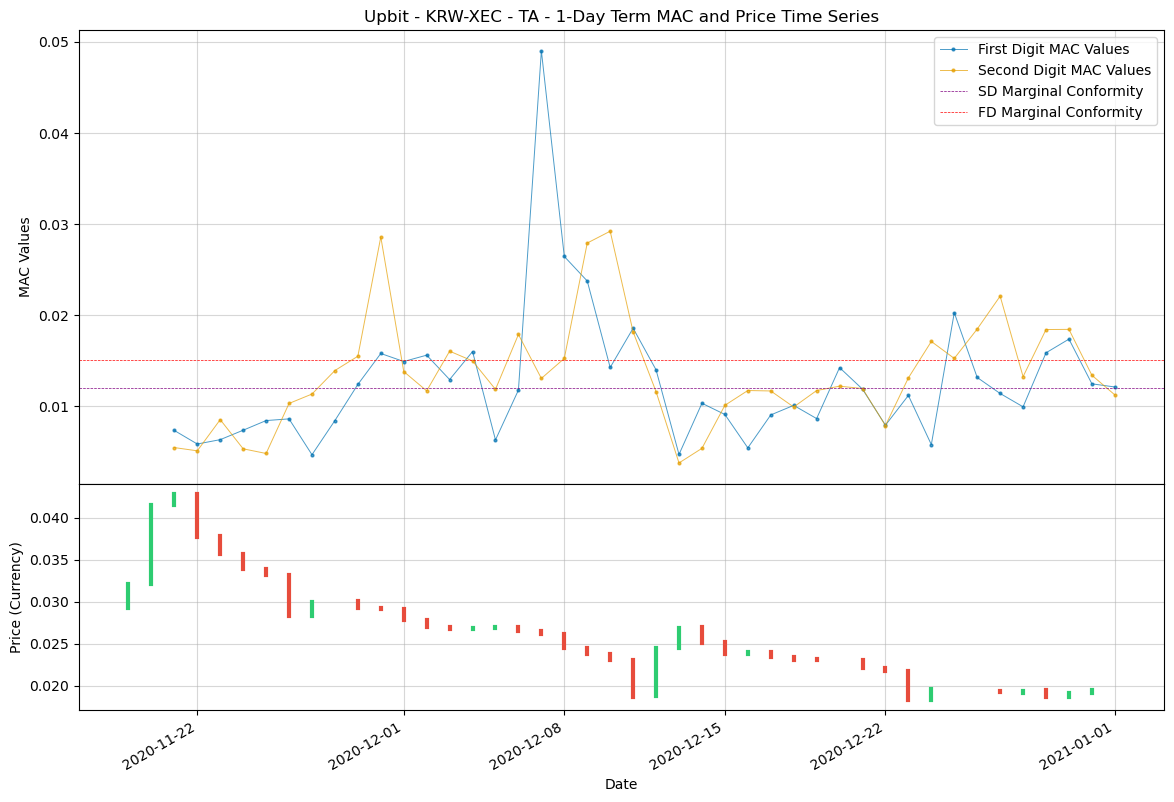 Upbit - KRW-XEC - TA - 1-Day Term MAC and Price Time Series
First Digit MAC Values
Second Digit MAC Values
SD Marginal Conformity
FD Marginal Conformity
MAC Values
0.05
0.04
0.03
0.02
0.01
Price (Currency)
0.040
0.035
0.030
0.025
0.020
2020-11-22
2020-12-01
2020-12-08
2020-12-15
2020-12-22
2021-01-01
Date